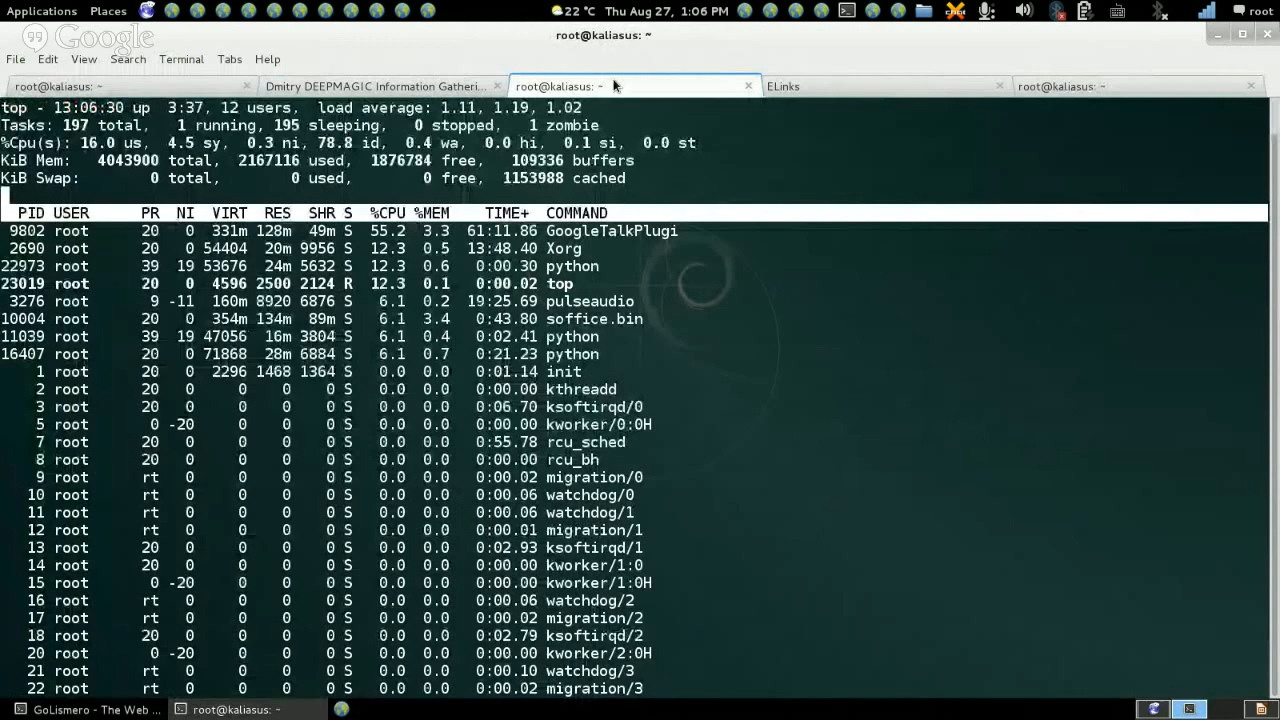 Applications Places 22 °C Thu Aug 27, 1:06 PM root
Google
root@kaliasus: ~
File Edit View Search Terminal Tabs Help
root@kaliasus: ~ Dmitry DEEPMAGIC Information Gatheri... root@kaliasus: ~ ELinks root@kaliasus: ~
top - 13:06:30 up 3:37, 12 users, load average: 1.11, 1.19, 1.02
Tasks: 197 total, 1 running, 195 sleeping, 0 stopped, 1 zombie
%Cpu(s): 16.0 us, 4.5 sy, 0.3 ni, 78.8 id, 0.4 wa, 0.0 hi, 0.1 si, 0.0 st
KiB Mem: 4043900 total, 2167116 used, 1876784 free, 109336 buffers
KiB Swap: 0 total, 0 used, 0 free, 1153988 cached
PID USER PR NI VIRT RES SHR S %CPU %MEM TIME+ COMMAND
9802 root 20 0 331m 128m 49m S 55.2 3.3 61:11.86 GoogleTalkPlugi
2690 root 20 0 54404 20m 9956 S 12.3 0.5 13:48.40 Xorg
22973 root 39 19 53676 24m 5632 S 12.3 0.6 0:00.30 python
23019 root 20 0 4596 2500 2124 R 12.3 0.1 0:00.02 top
3276 root 9 -11 160m 8920 6876 S 6.1 0.2 19:25.69 pulseaudio
10004 root 20 0 354m 134m 89m S 6.1 3.4 0:43.80 soffice.bin
11039 root 39 19 47056 16m 3804 S 6.1 0.4 0:02.41 python
16407 root 20 0 71868 28m 6884 S 6.1 0.7 0:21.23 python
1 root 20 0 2296 1468 1364 S 0.0 0.0 0:01.14 init
2 root 20 0 0 0 0 S 0.0 0.0 0:00.00 kthreadd
3 root 20 0 0 0 0 S 0.0 0.0 0:06.70 ksoftirqd/0
5 root 0 -20 0 0 0 S 0.0 0.0 0:00.00 kworker/0:0H
7 root 20 0 0 0 0 S 0.0 0.0 0:55.78 rcu_sched
8 root 20 0 0 0 0 S 0.0 0.0 0:00.00 rcu_bh
9 root rt 0 0 0 0 S 0.0 0.0 0:00.02 migration/0
10 root rt 0 0 0 0 S 0.0 0.0 0:00.06 watchdog/0
11 root rt 0 0 0 0 S 0.0 0.0 0:00.06 watchdog/1
12 root rt 0 0 0 0 S 0.0 0.0 0:00.01 migration/1
13 root 20 0 0 0 0 S 0.0 0.0 0:02.93 ksoftirqd/1
14 root 20 0 0 0 0 S 0.0 0.0 0:00.00 kworker/1:0
15 root 0 -20 0 0 0 S 0.0 0.0 0:00.00 kworker/1:0H
16 root rt 0 0 0 0 S 0.0 0.0 0:00.06 watchdog/2
17 root rt 0 0 0 0 S 0.0 0.0 0:00.02 migration/2
18 root 20 0 0 0 0 S 0.0 0.0 0:02.79 ksoftirqd/2
20 root 0 -20 0 0 0 S 0.0 0.0 0:00.00 kworker/2:0H
21 root rt 0 0 0 0 S 0.0 0.0 0:00.10 watchdog/3
22 root rt 0 0 0 0 S 0.0 0.0 0:00.02 migration/3
GoLismero - The Web ... root@kaliasus: ~